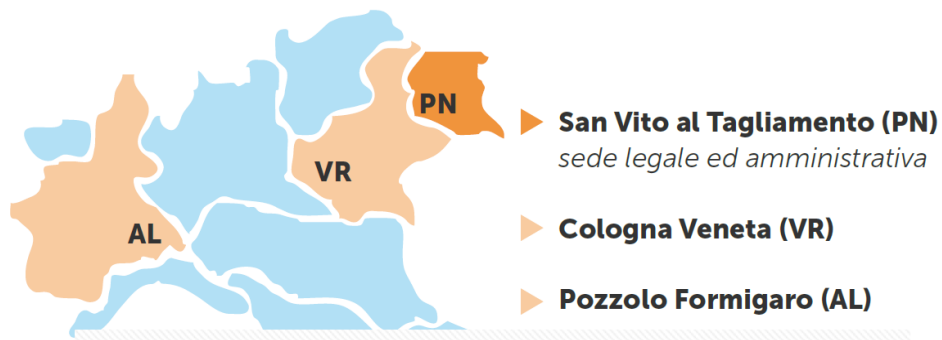 PN
VR
AL
San Vito al Tagliamento (PN)
sede legale ed amministrativa
Cologna Veneta (VR)
Pozzolo Formigaro (AL)